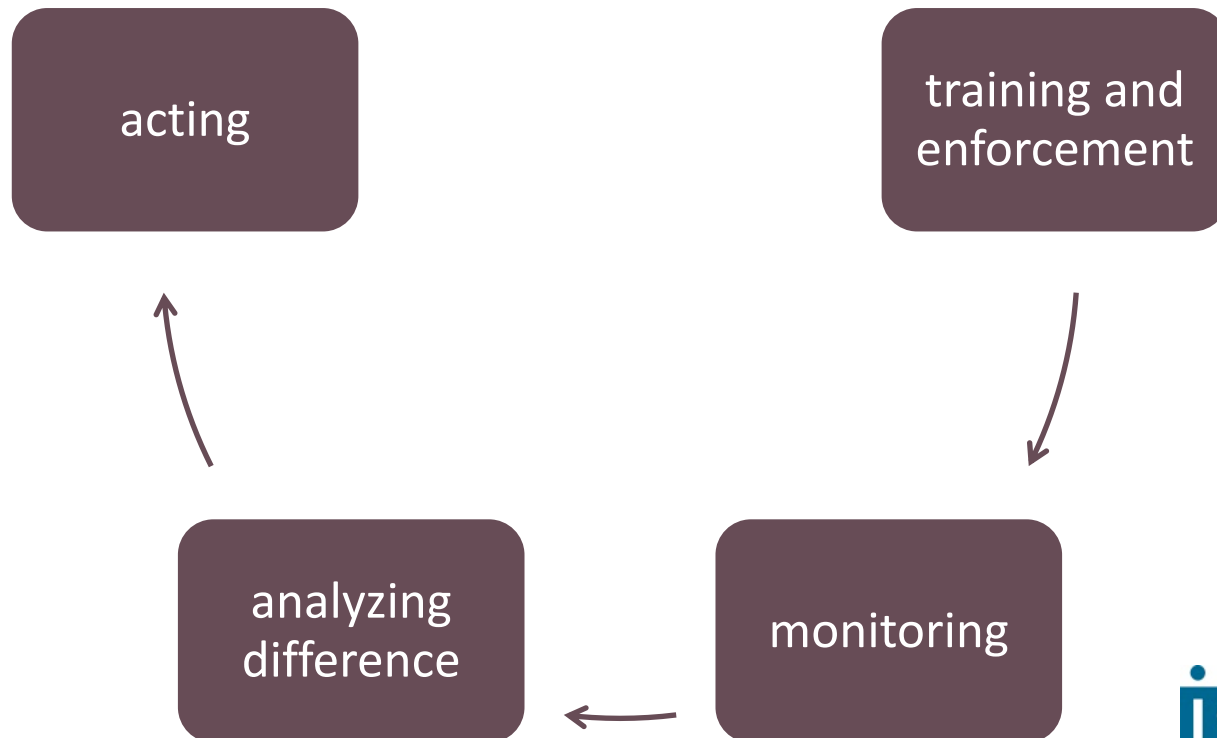 acting
training and
enforcement
analyzing
difference
monitoring